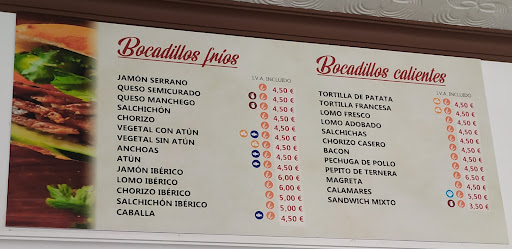 Bocadillos fríos
I.V.A. INCLUIDO
JAMÓN SERRANO 4,50 €
QUESO SEMICURADO 4,50 €
QUESO MANCHEGO 4,50 €
SALCHICHÓN 4,50 €
CHORIZO 4,50 €
VEGETAL CON ATÚN 4,50 €
VEGETAL SIN ATÚN 4,50 €
ANCHOAS 4,50 €
ATÚN 4,50 €
JAMÓN IBÉRICO 6,00 €
LOMO IBÉRICO 6,00 €
CHORIZO IBÉRICO 5,00 €
SALCHICHÓN IBÉRICO 5,00 €
CABALLA 4,50 €
Bocadillos calientes
I.V.A. INCLUIDO
TORTILLA DE PATATA 4,50 €
TORTILLA FRANCESA 4,50 €
LOMO FRESCO 4,50 €
LOMO ADOBADO 4,50 €
SALCHICHAS 4,50 €
CHORIZO CASERO 4,50 €
BACON 4,50 €
PECHUGA DE POLLO 4,50 €
PEPITO DE TERNERA 6,50 €
MAGRETA 4,50 €
CALAMARES 5,50 €
SANDWICH MIXTO 3,50 €